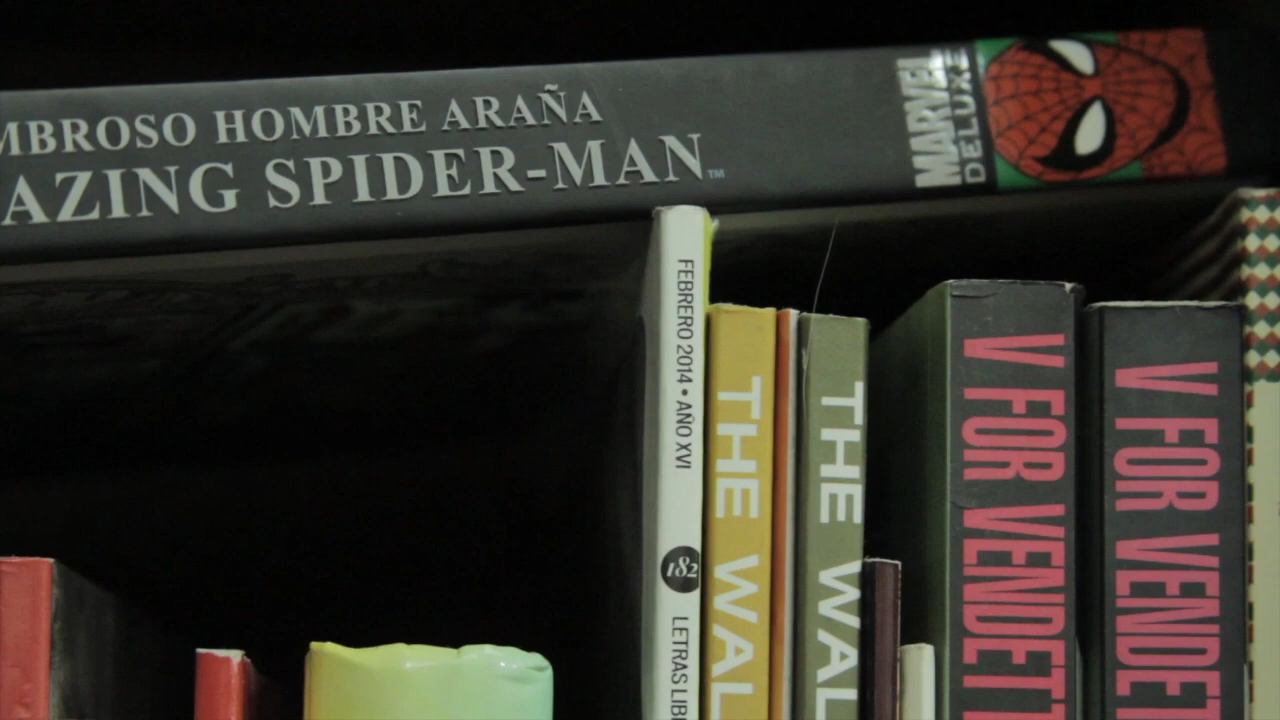 MBROSO HOMBRE ARAÑA
AZING SPIDER-MAN™
MARVEL
DELUXE
FEBRERO 2014 • AÑO XVI
182
LETRAS LIB
THE WAL
THE WAL
V FOR VENDETT
V FOR VENDET